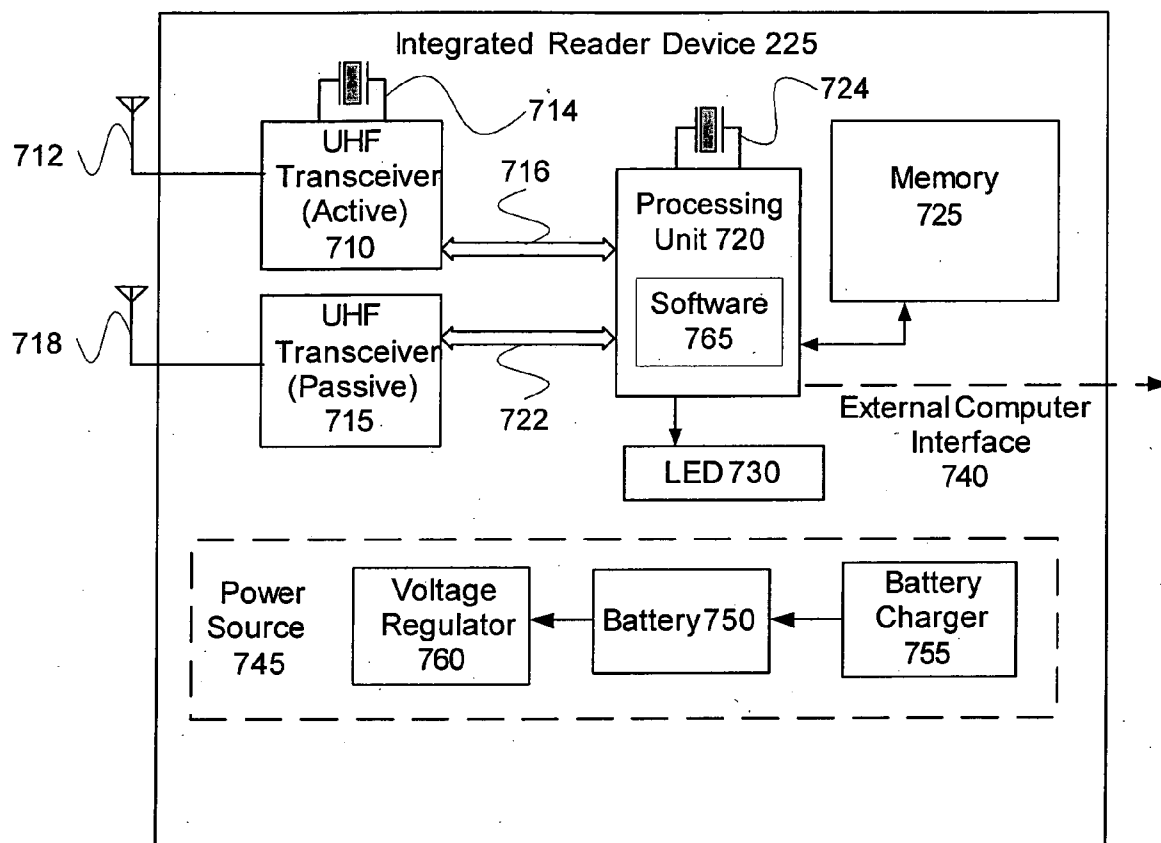 Integrated Reader Device 225
714
724
712
UHF
Transceiver
(Active)
710
716
Processing
Unit 720
Memory
725
Software
765
718
UHF
Transceiver
(Passive)
715
722
External Computer
Interface
740
LED 730
Power
Source
745
Voltage
Regulator
760
Battery 750
Battery
Charger
755